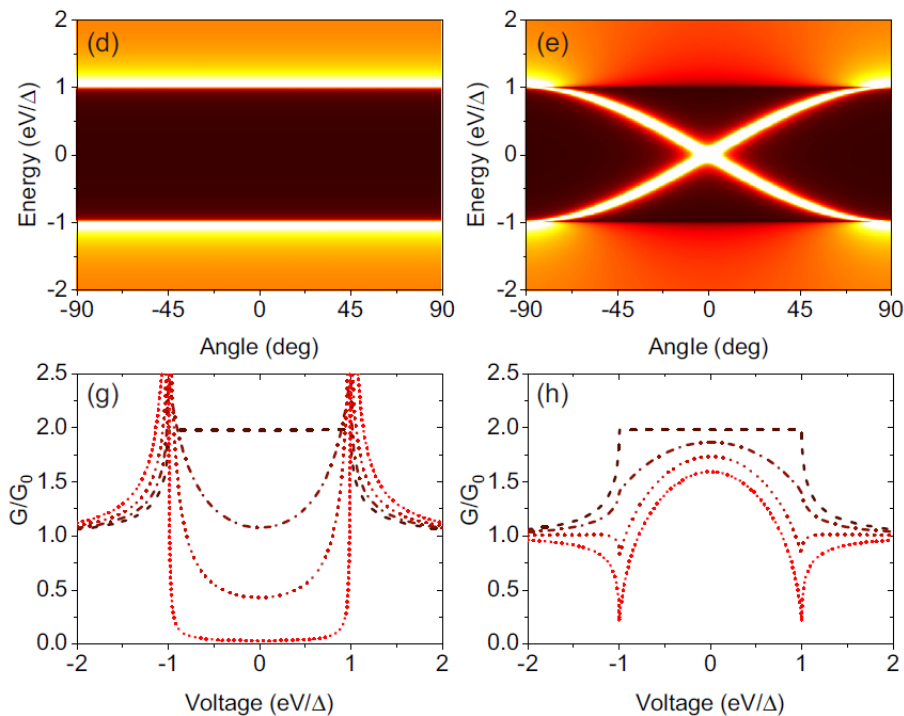 (d)
2
1
0
-1
-2
Energy (eV/Δ)
-90 -45 0 45 90
Angle (deg)
(e)
2
1
0
-1
-2
Energy (eV/Δ)
-90 -45 0 45 90
Angle (deg)
(g)
2.5
2.0
1.5
1.0
0.5
0.0
G/G₀
-2 -1 0 1 2
Voltage (eV/Δ)
(h)
2.5
2.0
1.5
1.0
0.5
0.0
G/G₀
-2 -1 0 1 2
Voltage (eV/Δ)